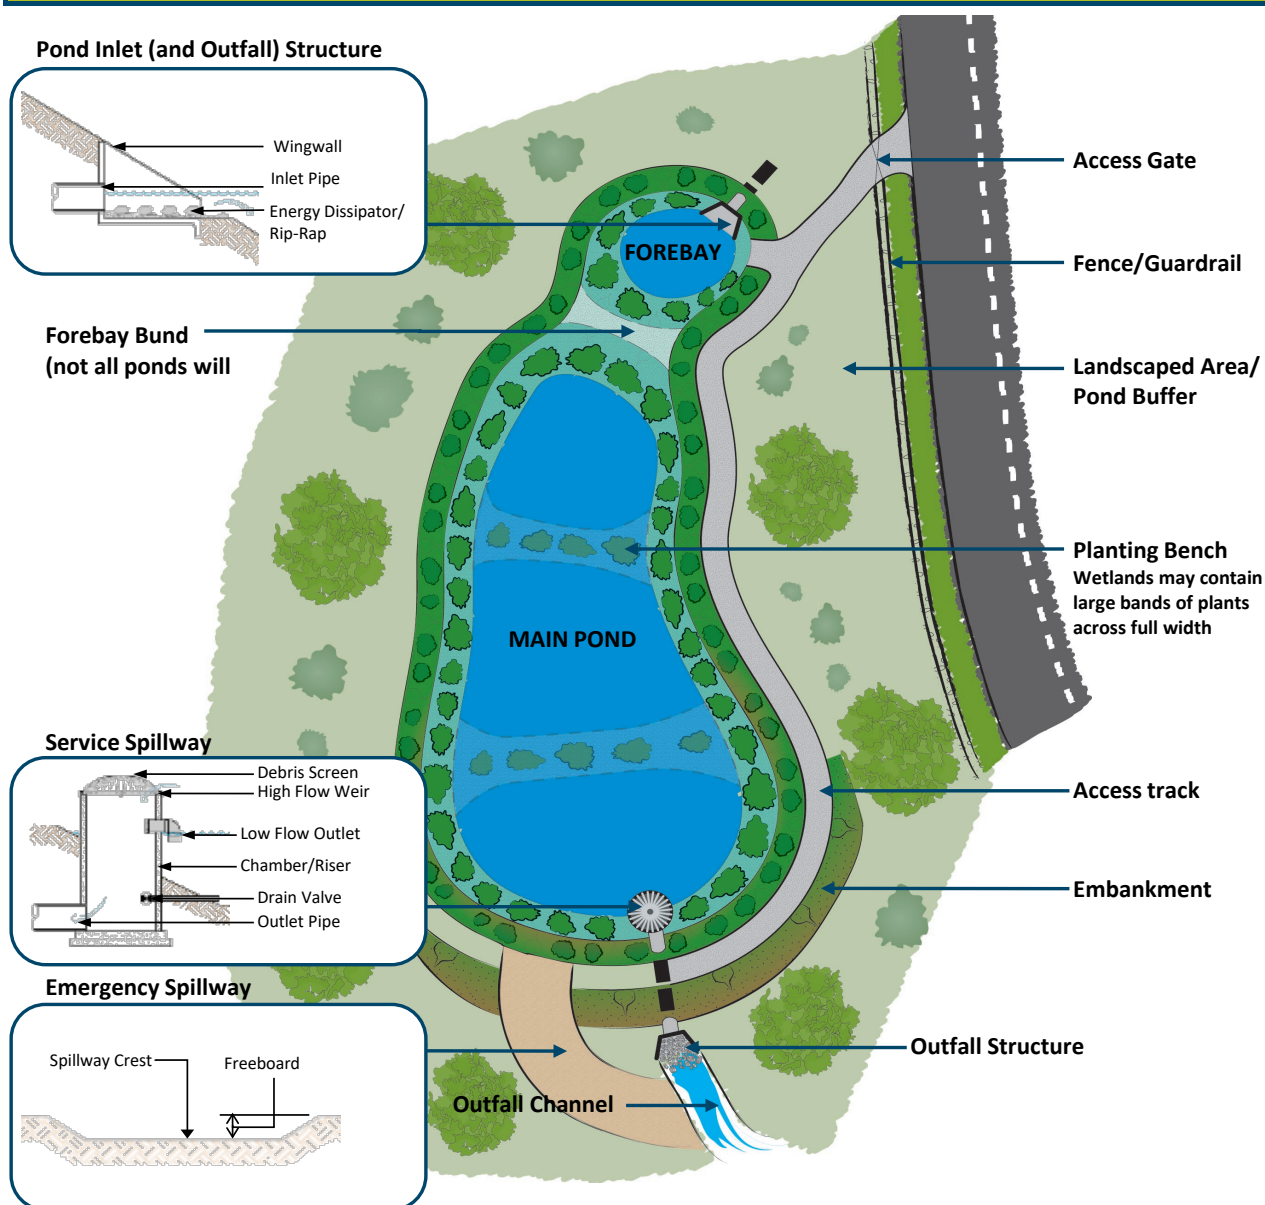 Pond Inlet (and Outfall) Structure
Wingwall
Inlet Pipe
Energy Dissipator/
Rip-Rap
Forebay Bund
(not all ponds will
Service Spillway
Debris Screen
High Flow Weir
Low Flow Outlet
Chamber/Riser
Drain Valve
Outlet Pipe
Emergency Spillway
Spillway Crest
Freeboard
FOREBAY
MAIN POND
Access Gate
Fence/Guardrail
Landscaped Area/
Pond Buffer
Planting Bench
Wetlands may contain
large bands of plants
across full width
Access track
Embankment
Outfall Structure
Outfall Channel